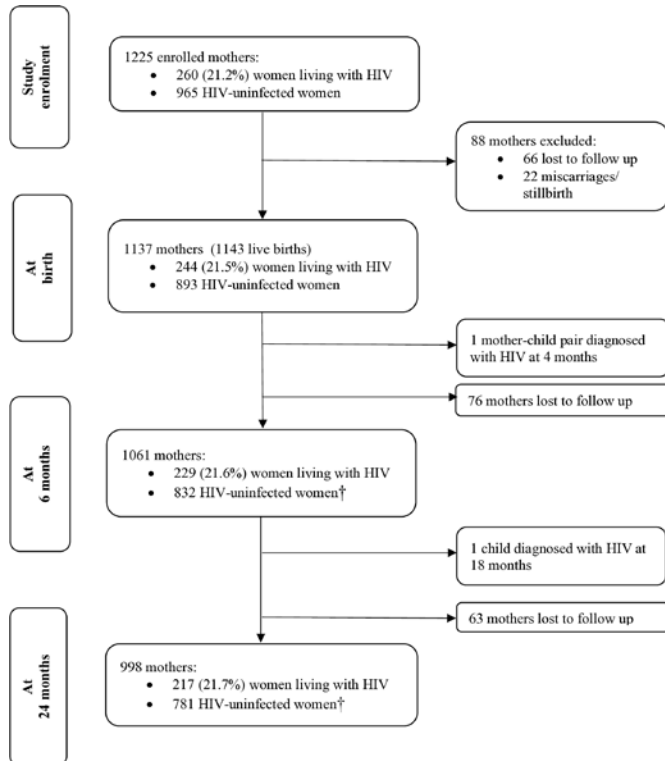 Study
enrolment
1225 enrolled mothers:
• 260 (21.2%) women living with HIV
• 965 HIV-uninfected women
88 mothers excluded:
• 66 lost to follow up
• 22 miscarriages/
stillbirth
At
birth
1137 mothers (1143 live births)
• 244 (21.5%) women living with HIV
• 893 HIV-uninfected women
1 mother-child pair diagnosed
with HIV at 4 months
76 mothers lost to follow up
At
6 months
1061 mothers:
• 229 (21.6%) women living with HIV
• 832 HIV-uninfected women†
1 child diagnosed with HIV at
18 months
63 mothers lost to follow up
At
24 months
998 mothers:
• 217 (21.7%) women living with HIV
• 781 HIV-uninfected women†